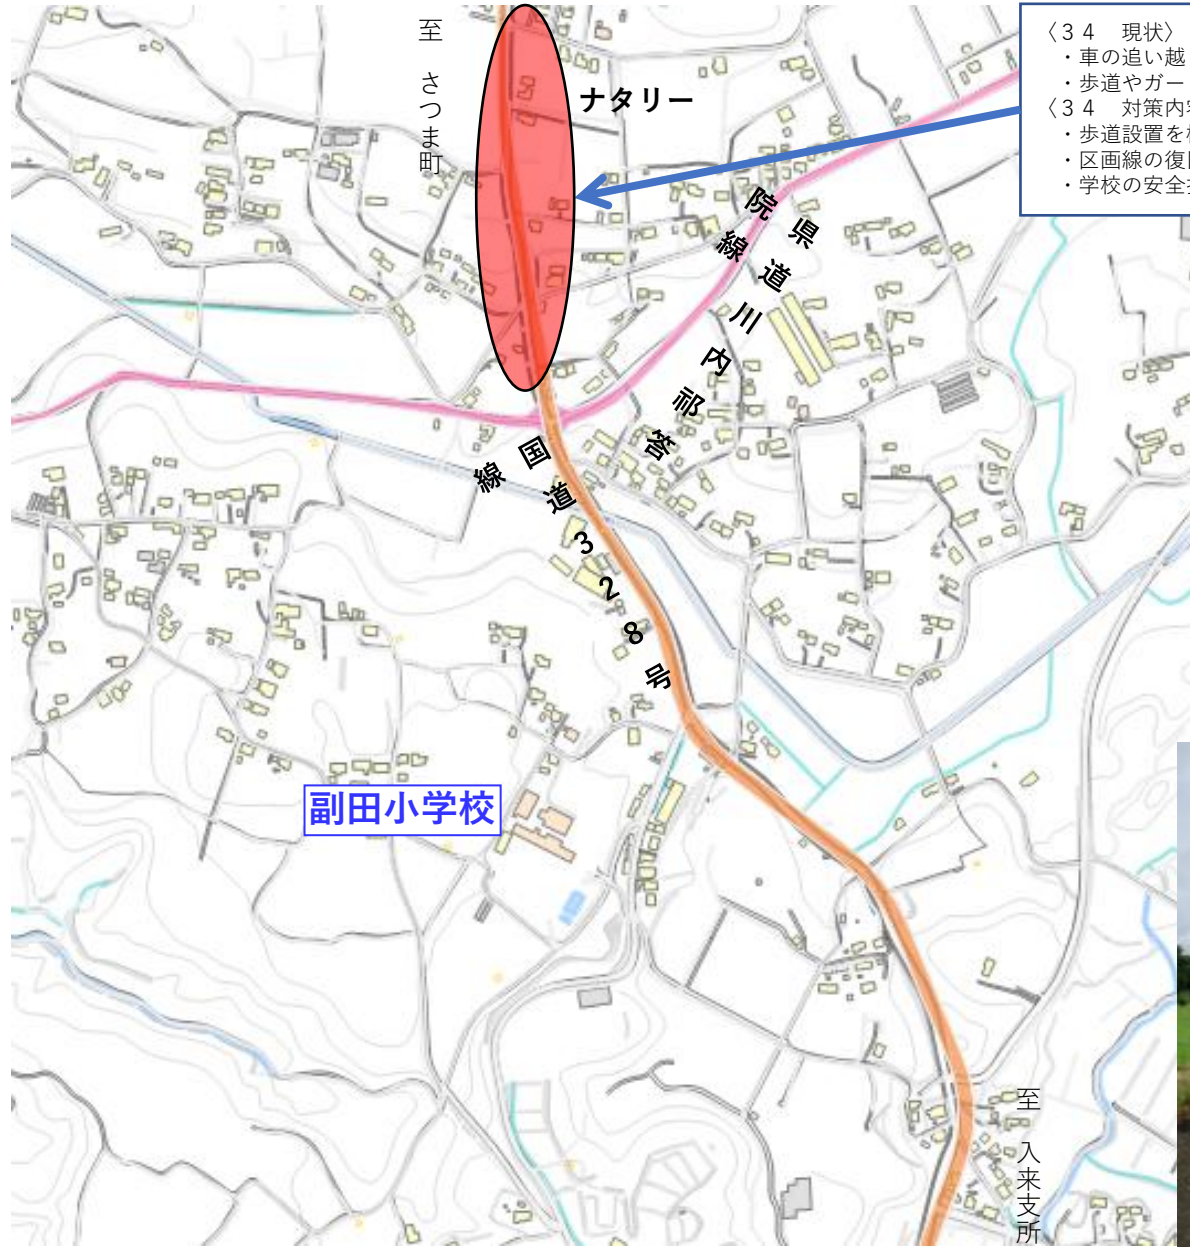 至 さつま町
ナタリー
〈34 現状〉
・車の追い越
・歩道やガー
〈34 対策内容
・歩道設置を検
・区画線の復
・学校の安全
県道川内祁答院線
国道328号線
副田小学校
至 入来支所